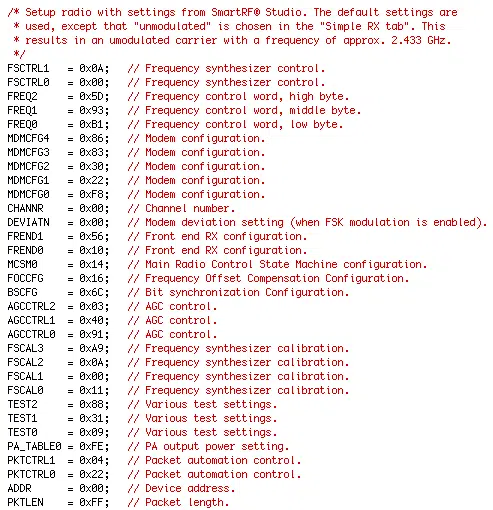 /* Setup radio with settings from SmartRF® Studio. The default settings are
 * used, except that "unmodulated" is chosen in the "Simple RX tab". This
 * results in an umodulated carrier with a frequency of approx. 2.433 GHz.
 */
FSCTRL1   = 0x0A;   // Frequency synthesizer control.
FSCTRL0   = 0x00;   // Frequency synthesizer control.
FREQ2     = 0x5D;   // Frequency control word, high byte.
FREQ1     = 0x93;   // Frequency control word, middle byte.
FREQ0     = 0xB1;   // Frequency control word, low byte.
MDMCFG4   = 0x86;   // Modem configuration.
MDMCFG3   = 0x83;   // Modem configuration.
MDMCFG2   = 0x30;   // Modem configuration.
MDMCFG1   = 0x22;   // Modem configuration.
MDMCFG0   = 0xF8;   // Modem configuration.
CHANNR    = 0x00;   // Channel number.
DEVIATN   = 0x00;   // Modem deviation setting (when FSK modulation is enabled).
FREND1    = 0x56;   // Front end RX configuration.
FREND0    = 0x10;   // Front end RX configuration.
MCSM0     = 0x14;   // Main Radio Control State Machine configuration.
FOCCFG    = 0x16;   // Frequency Offset Compensation Configuration.
BSCFG     = 0x6C;   // Bit synchronization Configuration.
AGCCTRL2  = 0x03;   // AGC control.
AGCCTRL1  = 0x40;   // AGC control.
AGCCTRL0  = 0x91;   // AGC control.
FSCAL3    = 0xA9;   // Frequency synthesizer calibration.
FSCAL2    = 0x0A;   // Frequency synthesizer calibration.
FSCAL1    = 0x00;   // Frequency synthesizer calibration.
FSCAL0    = 0x11;   // Frequency synthesizer calibration.
TEST2     = 0x88;   // Various test settings.
TEST1     = 0x31;   // Various test settings.
TEST0     = 0x09;   // Various test settings.
PA_TABLE0 = 0xFE;   // PA output power setting.
PKTCTRL1  = 0x04;   // Packet automation control.
PKTCTRL0  = 0x22;   // Packet automation control.
ADDR      = 0x00;   // Device address.
PKTLEN    = 0xFF;   // Packet length.